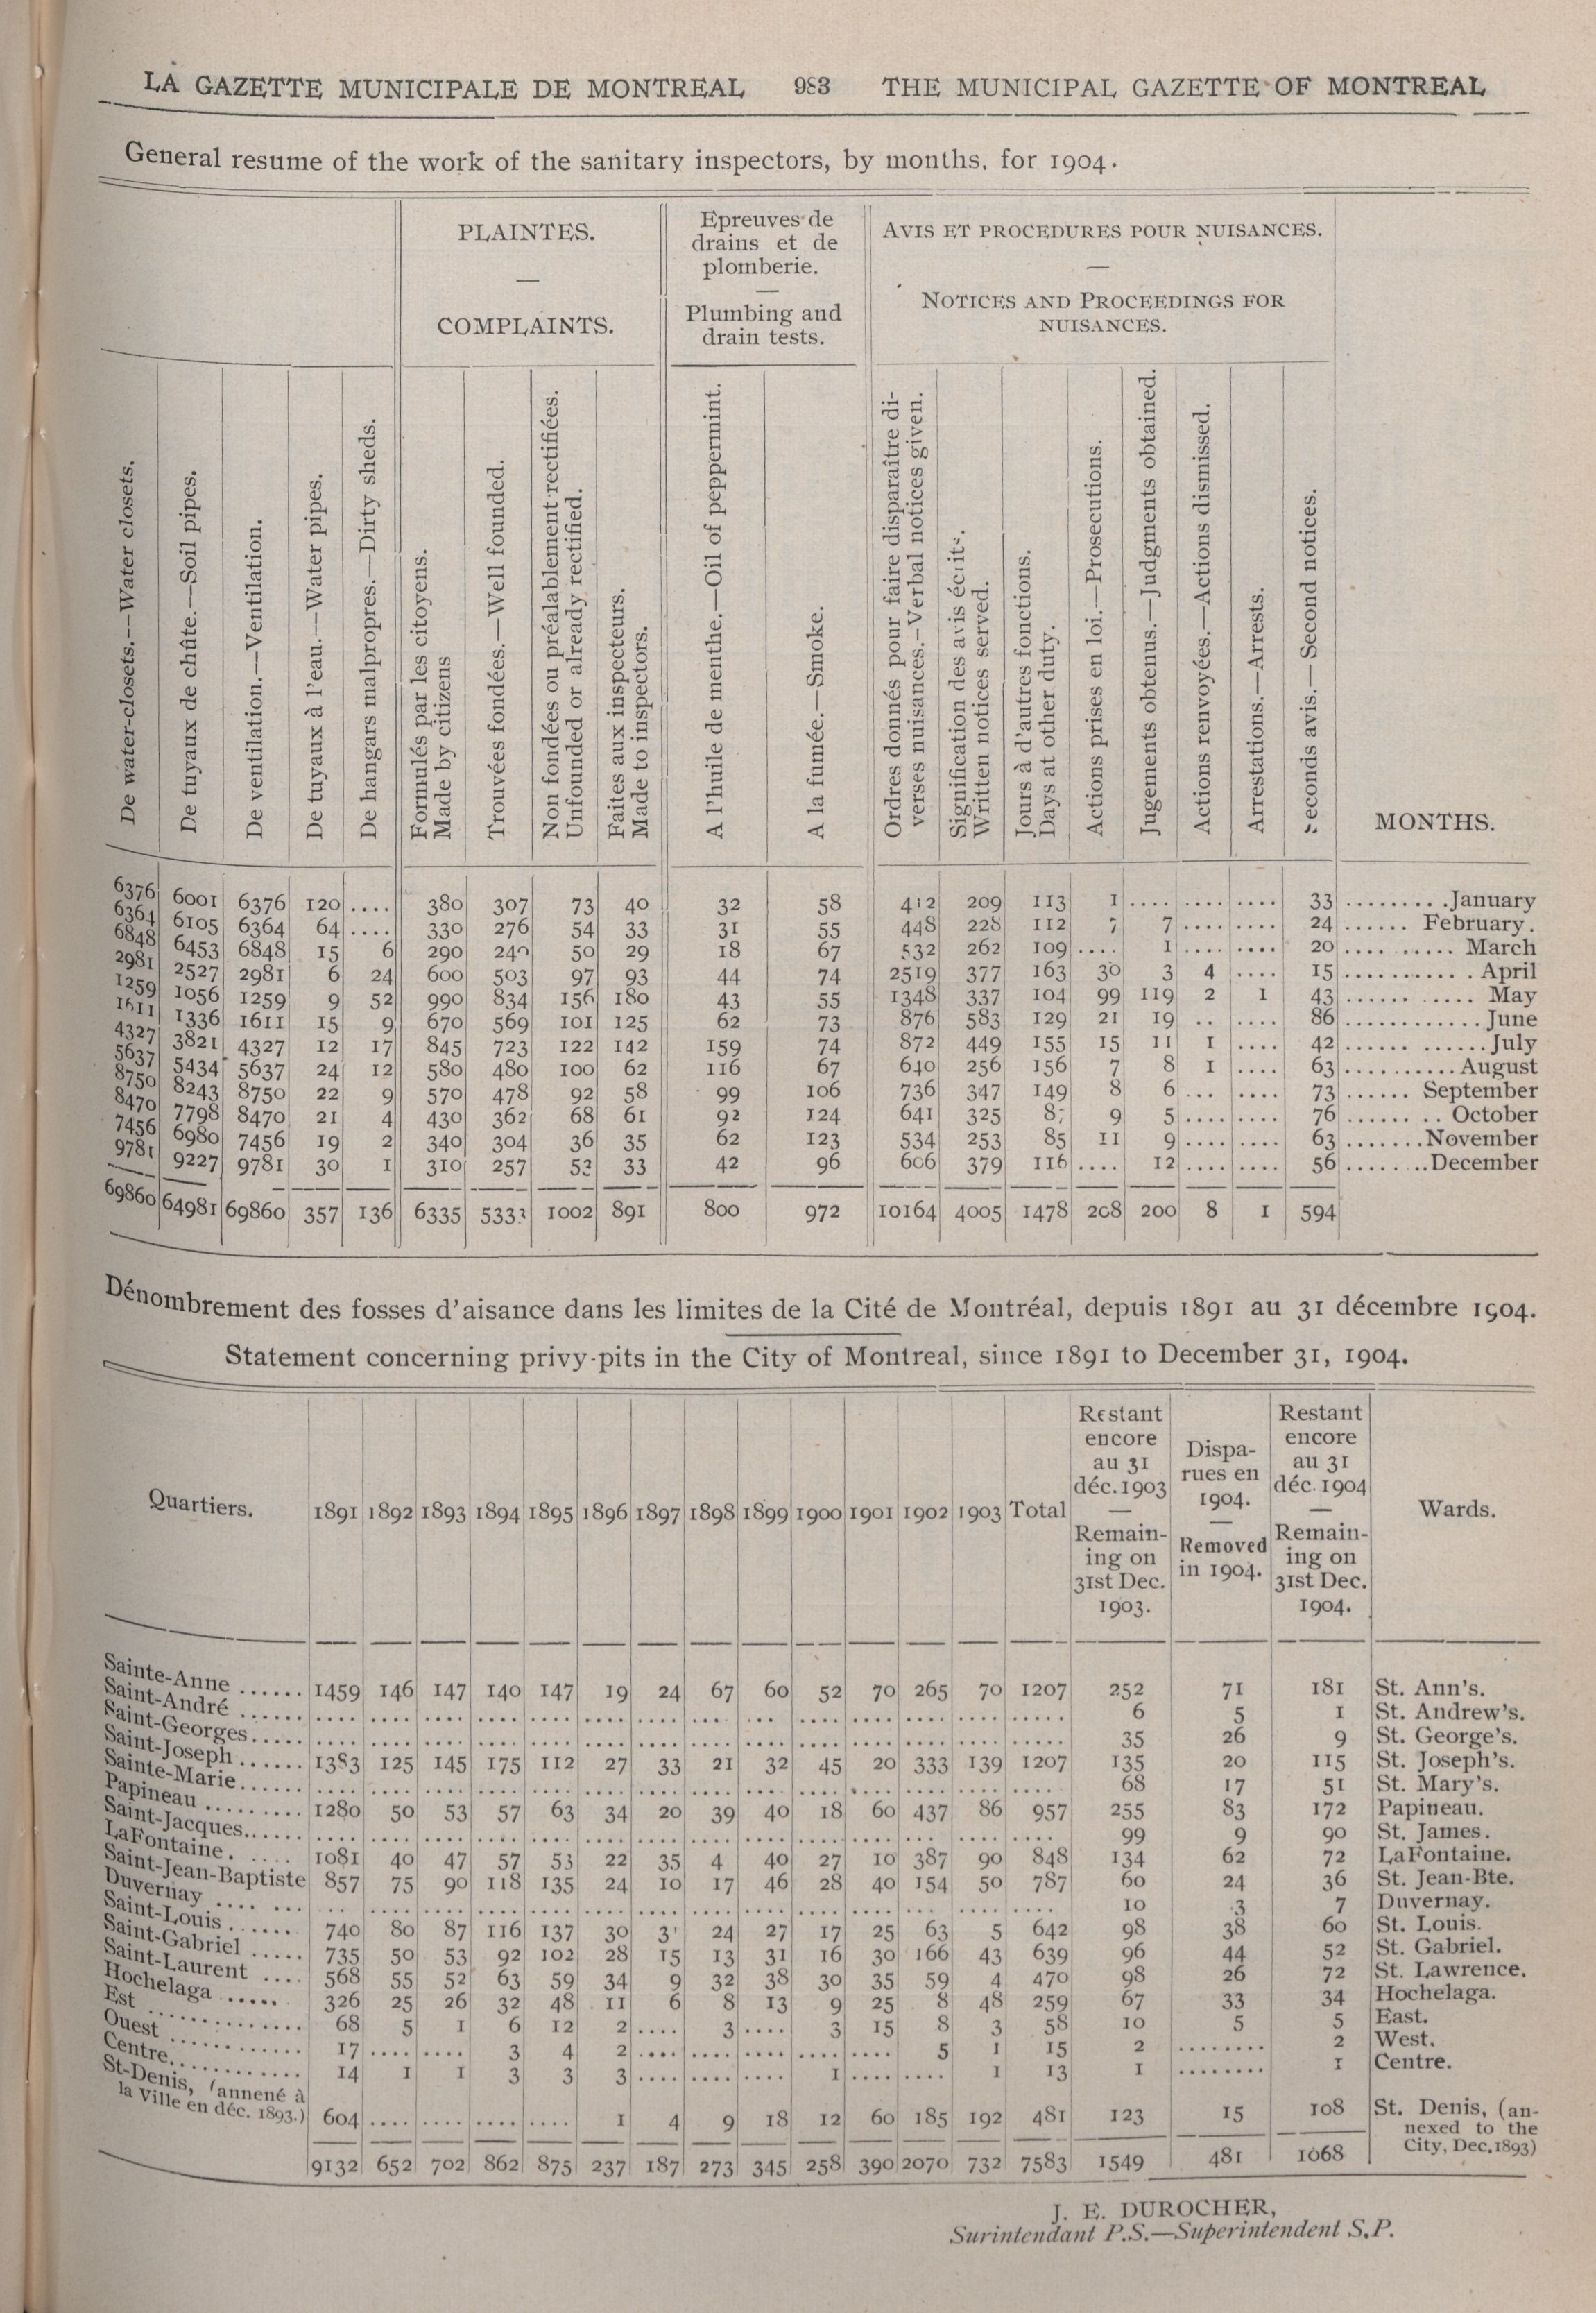 LA GAZETTE MUNICIPALE DE MONTREAL 983 THE MUNICIPAL GAZETTE OF MONTREAL
General resume of the work of the sanitary inspectors, by months, for 1904.
PLAINTES.
—
COMPLAINTS.
Epreuves de
drains et de
plomberie.
—
Plumbing and
drain tests.
AVIS ET PROCEDURES POUR NUISANCES.
—
NOTICES AND PROCEEDINGS FOR
NUISANCES.
De water-closets.—Water closets.
De tuyaux de chûte.—Soil pipes.
De ventilation.—Ventilation.
De tuyaux à l'eau.—Water pipes.
De hangars malpropres.—Dirty sheds.
Formulés par les citoyens.
Made by citizens
Trouvées fondées.—Well founded.
Non fondées ou préalablement rectifiées.
Unfounded or already rectified.
Faites aux inspecteurs.
Made to inspectors.
A l'huile de menthe.—Oil of peppermint.
A la fumée.—Smoke.
Ordres donnés pour faire disparaître di-
verses nuisances.—Verbal notices given.
Signification des avis écrits.
Written notices served.
Jours à d'autres fonctions.
Days at other duty.
Actions prises en loi.—Prosecutions.
Jugements obtenus.—Judgments obtained.
Actions renvoyées.—Actions dismissed.
Arrestations.—Arrests.
Seconds avis.—Second notices.
MONTHS.
6376 6001 6376 120 .... 380 307 73 40 32 58 412 209 113 1 .... .... .... 33 ..........January
6364 6105 6364 64 .... 330 276 54 33 31 55 448 228 112 7 7 .... .... 24 ...... February.
6848 6453 6848 15 6 290 240 50 29 18 67 532 262 109 .... 1 .... .... 20 .......... March
2981 2527 2981 6 24 600 503 97 93 44 74 2519 377 163 30 3 4 .... 15 ........... April
1259 1056 1259 9 52 990 834 156 180 43 55 1348 337 104 99 119 2 1 43 ........... May
1611 1336 1611 15 9 670 569 101 125 62 73 876 583 129 21 19 .. .... 86 ............June
4327 3821 4327 12 17 845 723 122 142 159 74 872 449 155 15 11 1 .... 42 ............July
5637 5434 5637 24 12 580 480 100 62 116 67 640 256 156 7 8 1 .... 63 ..........August
8750 8243 8750 22 9 570 478 92 58 99 106 736 347 149 8 6 ... .... 73 ...... September
8470 7798 8470 21 4 430 362 68 61 92 124 641 325 8 9 5 .... .... 76 ........ October
7456 6980 7456 19 2 340 304 36 35 62 123 534 253 85 11 9 .... .... 63 .......November
9781 9227 9781 30 1 310 257 53 33 42 96 606 379 116 .... 12 .... .... 56 ........December
69860 64981 69860 357 136 6335 5333 1002 891 800 972 10164 4005 1478 208 200 8 1 594
Dénombrement des fosses d'aisance dans les limites de la Cité de Montréal, depuis 1891 au 31 décembre 1904.
Statement concerning privy-pits in the City of Montreal, since 1891 to December 31, 1904.
Quartiers. 1891 1892 1893 1894 1895 1896 1897 1898 1899 1900 1901 1902 1903 Total
Restant
encore
au 31
déc. 1903
—
Remain-
ing on
31st Dec.
1903.
Dispa-
rues en
1904.
—
Removed
in 1904.
Restant
encore
au 31
déc. 1904
—
Remain-
ing on
31st Dec.
1904.
Wards.
Sainte-Anne ...... 1459 146 147 140 147 19 24 67 60 52 70 265 70 1207 252 71 181 St. Ann's.
Saint-André ...... .... .... .... .... .... .... .... ... ... .... .... .... .... ..... 6 5 1 St. Andrew's.
Saint-Georges..... .... .... .... .... .... .... .... .... .... .... .... .... .... ..... 35 26 9 St. George's.
Saint-Joseph ...... 1383 125 145 175 112 27 33 21 32 45 20 333 139 1207 135 20 115 St. Joseph's.
Sainte-Marie...... .... .... .... .... .... .... .... .... .... .... .... .... .... .... 68 17 51 St. Mary's.
Papineau ......... 1280 50 53 57 63 34 20 39 40 18 60 437 86 957 255 83 172 Papineau.
Saint-Jacques...... .... .... .... .... .... .... .... .... .... .... .... ... .... .... 99 9 90 St. James.
LaFontaine. .... 1081 40 47 57 53 22 35 4 40 27 10 387 90 848 134 62 72 LaFontaine.
Saint-Jean-Baptiste 857 75 90 118 135 24 10 17 46 28 40 154 50 787 60 24 36 St. Jean-Bte.
Duvernay .... ... ... .... .... .... .... .... .... .... .... .... .... ... .... .... 10 3 7 Duvernay.
Saint-Louis ...... 740 80 87 116 137 30 3 24 27 17 25 63 5 642 98 38 60 St. Louis.
Saint-Gabriel ..... 735 50 53 92 102 28 15 13 31 16 30 166 43 639 96 44 52 St. Gabriel.
Saint-Laurent .... 568 55 52 63 59 34 9 32 38 30 35 59 4 470 98 26 72 St. Lawrence.
Hochelaga ..... 326 25 26 32 48 11 6 8 13 9 25 8 48 259 67 33 34 Hochelaga.
Est ............. 68 5 1 6 12 2 .... 3 .... 3 15 8 3 58 10 5 5 East.
Ouest ............ 17 .... .... 3 4 2 .... .... .... .... .... 5 1 15 2 ........ 2 West.
Centre............ 14 1 1 3 3 3 .... .... .... 1 .... .... 1 13 1 ........ 1 Centre.
St-Denis, (annené à
la Ville en déc. 1893.) 604 .... .... .... .... 1 4 9 18 12 60 185 192 481 123 15 108 St. Denis, (an-
nexed to the
City, Dec. 1893)
9132 652 702 862 875 237 187 273 345 258 390 2070 732 7583 1549 481 1068
J. E. DUROCHER,
Surintendant P.S.—Superintendent S.P.